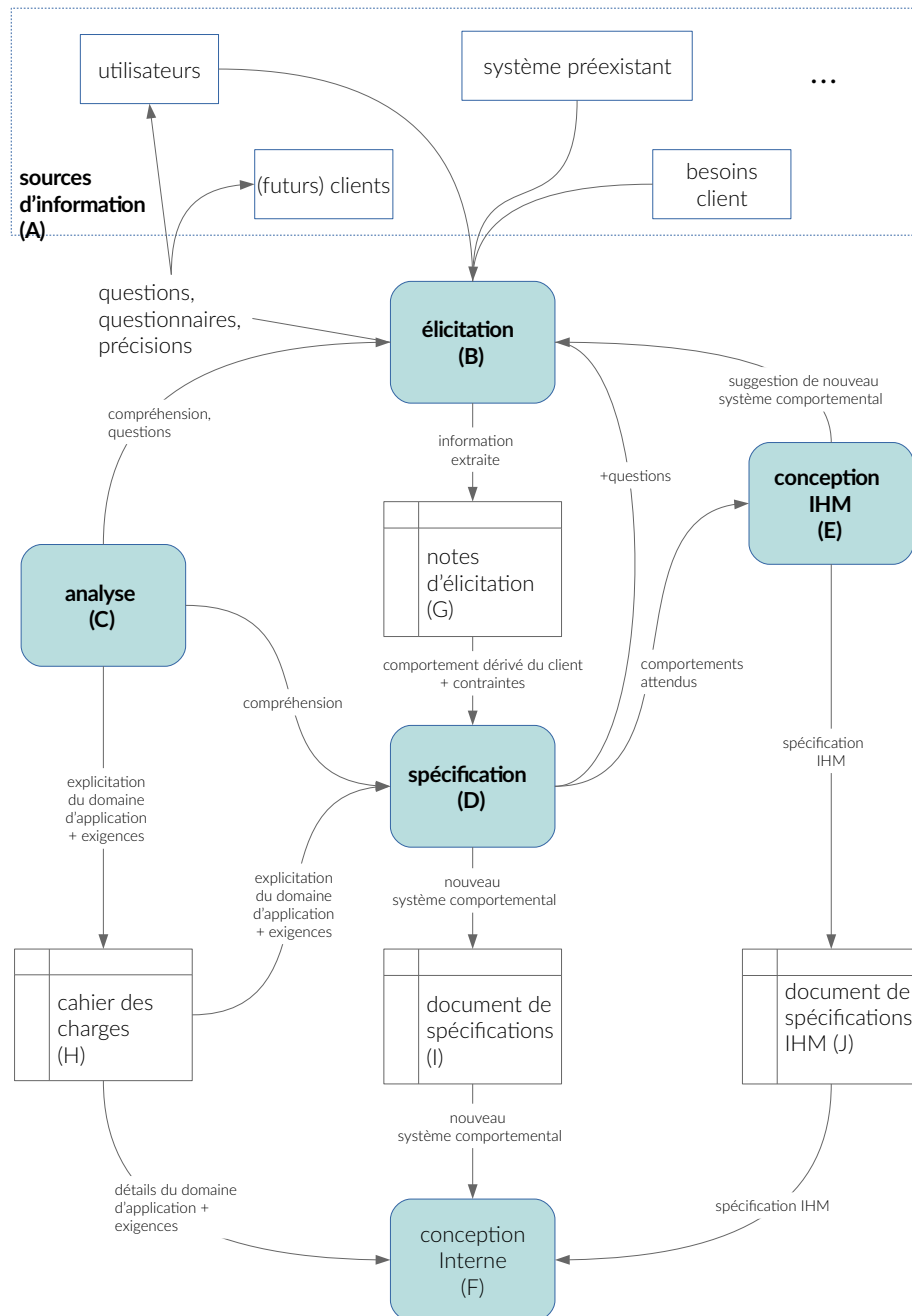 utilisateurs
système préexistant
...
(futurs) clients
besoins
client
sources
d'information
(A)
questions,
questionnaires,
précisions
élicitation
(B)
suggestion de nouveau
système comportemental
compréhension,
questions
information
extraite
+questions
conception
IHM
(E)
notes
d'élicitation
(G)
analyse
(C)
comportement dérivé du client
+ contraintes
comportements
attendus
compréhension
spécification
(D)
spécification
IHM
explicitation
du domaine
d'application
+ exigences
explicitation
du domaine
d'application
+ exigences
nouveau
système comportemental
cahier des
charges
(H)
document de
spécifications
(I)
document de
spécifications
IHM (J)
nouveau
système comportemental
détails du domaine
d'application +
exigences
spécification IHM
conception
Interne
(F)